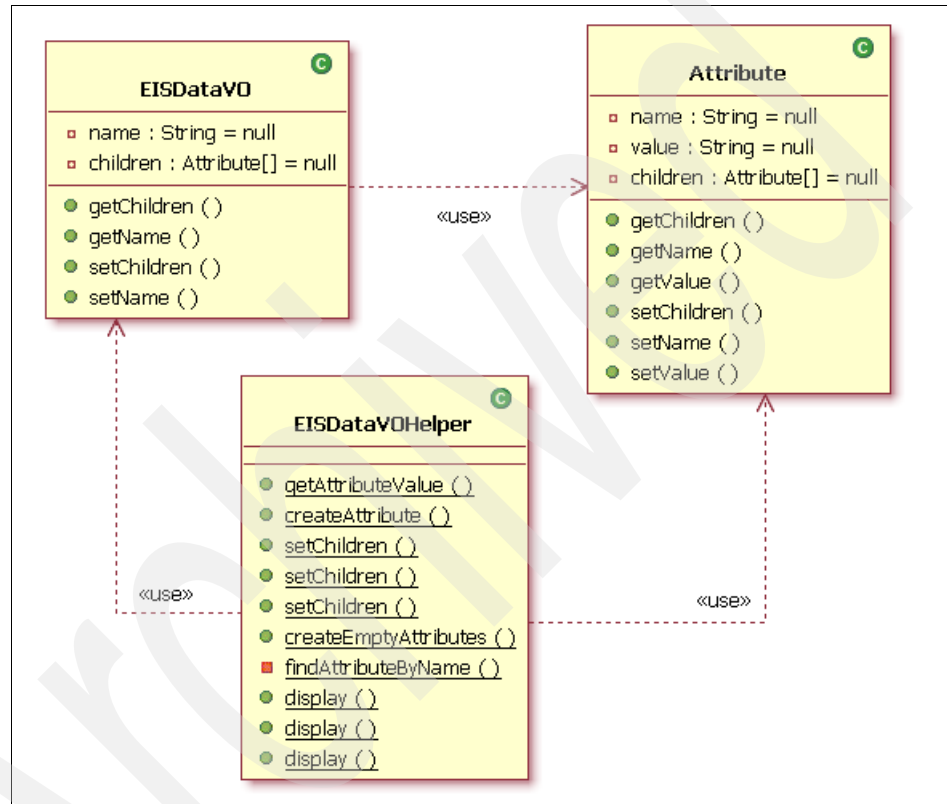 C
EISDataVO
name : String = null
children : Attribute[] = null
getChildren ( )
getName ( )
setChildren ( )
setName ( )
«use»
C
Attribute
name : String = null
value : String = null
children : Attribute[] = null
getChildren ( )
getName ( )
getValue ( )
setChildren ( )
setName ( )
setValue ( )
C
EISDataVOHelper
getAttributeValue ( )
createAttribute ( )
setChildren ( )
setChildren ( )
setChildren ( )
createEmptyAttributes ( )
findAttributeByName ( )
display ( )
display ( )
display ( )
«use»
«use»
Archived